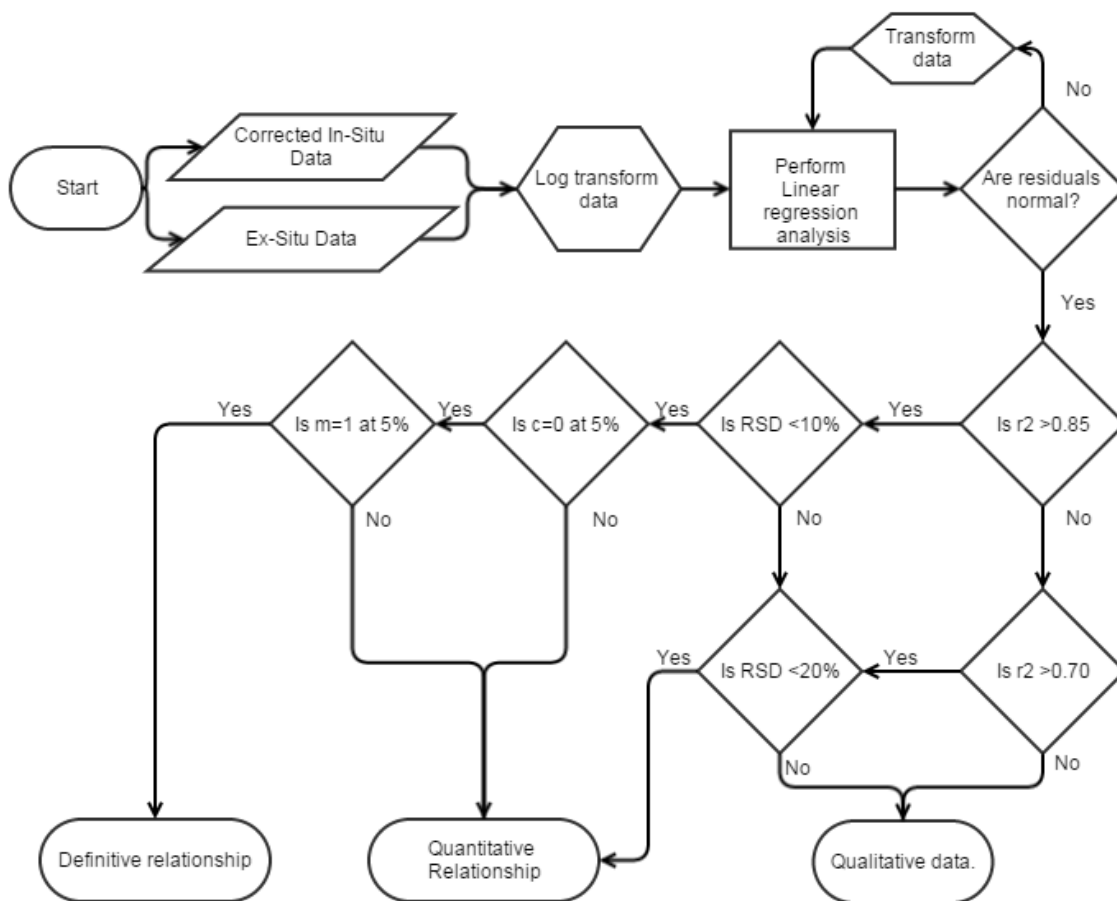 Transform
data
No
Corrected In-Situ
Data
Start
Log transform
data
Perform
Linear
regression
analysis
Are residuals
normal?
Ex-Situ Data
Yes
Yes
Is m=1 at 5%
Yes
Is c=0 at 5%
Yes
Is RSD <10%
Yes
Is r2 >0.85
No
No
No
No
Yes
Is RSD <20%
Yes
Is r2 >0.70
No
No
Definitive relationship
Quantitative
Relationship
Qualitative data.